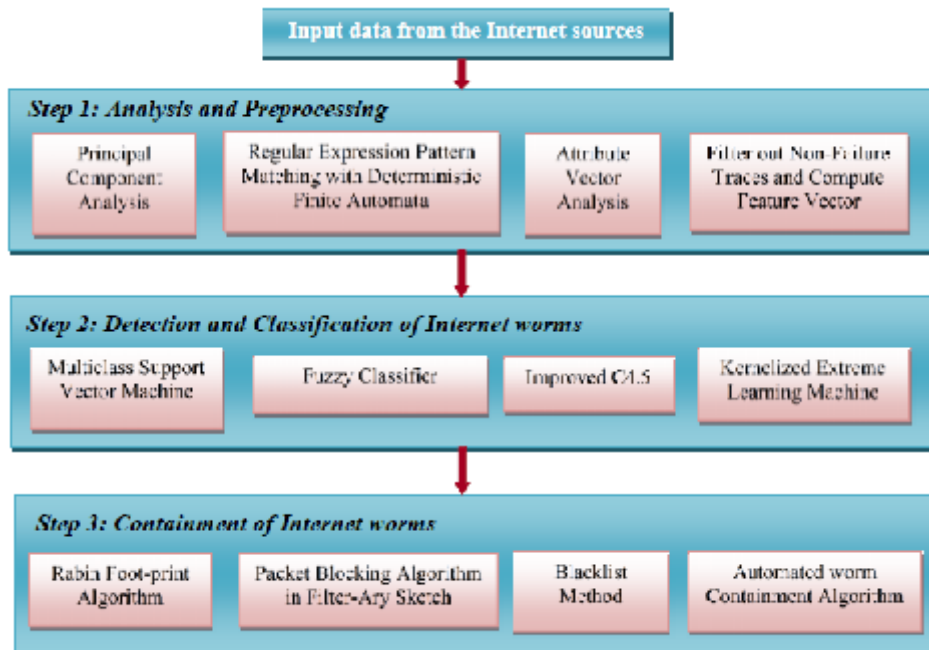 Input data from the Internet sources
Step 1: Analysis and Preprocessing
Principal
Component
Analysis
Regular Expression Pattern
Matching with Deterministic
Finite Automata
Attribute
Vector
Analysis
Filter out Non-Failure
Traces and Compute
Feature Vector
Step 2: Detection and Classification of Internet worms
Multiclass Support
Vector Machine
Fuzzy Classifier
Improved C4.5
Kernelized Extreme
Learning Machine
Step 3: Containment of Internet worms
Rabin Foot-print
Algorithm
Packet Blocking Algorithm
in Filter-Ary Sketch
Blacklist
Method
Automated worm
Containment Algorithm